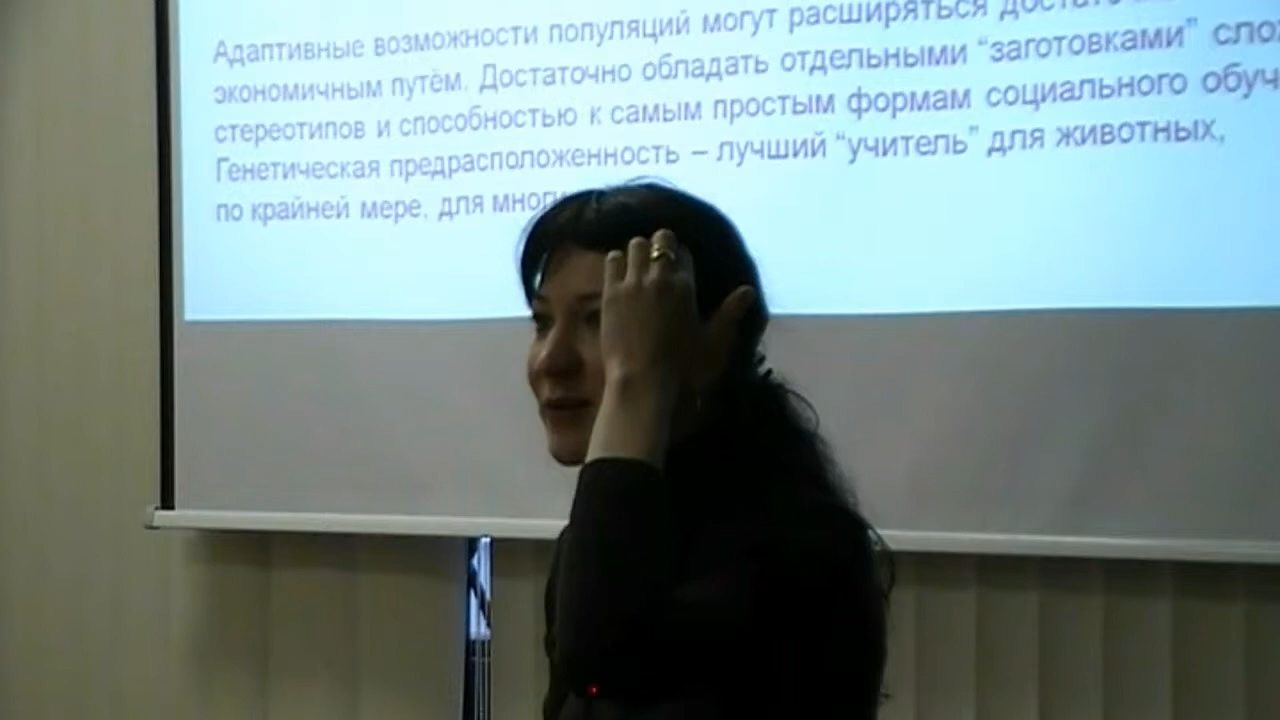 Адаптивные возможности популяций могут расширяться
экономичным путём. Достаточно обладать отдельными “заготовками”
стереотипов и способностью к самым простым формам социального
Генетическая предрасположенность – лучший “учитель” для животных,
по крайней мере, для